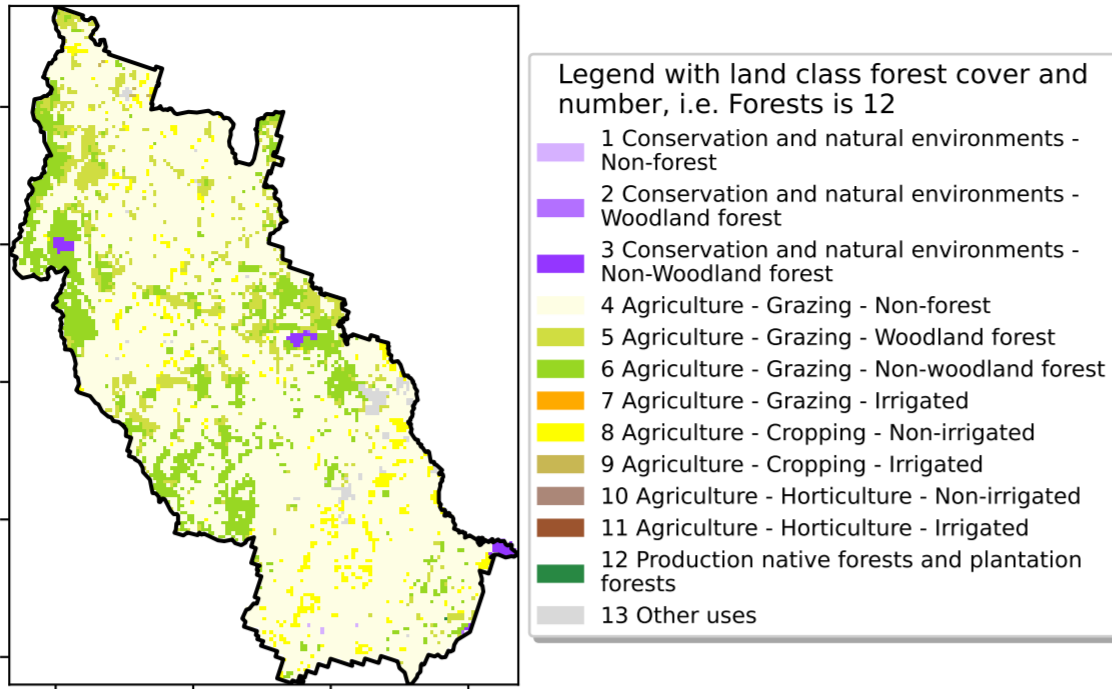 Legend with land class forest cover and
number, i.e. Forests is 12
1 Conservation and natural environments -
Non-forest
2 Conservation and natural environments -
Woodland forest
3 Conservation and natural environments -
Non-Woodland forest
4 Agriculture - Grazing - Non-forest
5 Agriculture - Grazing - Woodland forest
6 Agriculture - Grazing - Non-woodland forest
7 Agriculture - Grazing - Irrigated
8 Agriculture - Cropping - Non-irrigated
9 Agriculture - Cropping - Irrigated
10 Agriculture - Horticulture - Non-irrigated
11 Agriculture - Horticulture - Irrigated
12 Production native forests and plantation
forests
13 Other uses